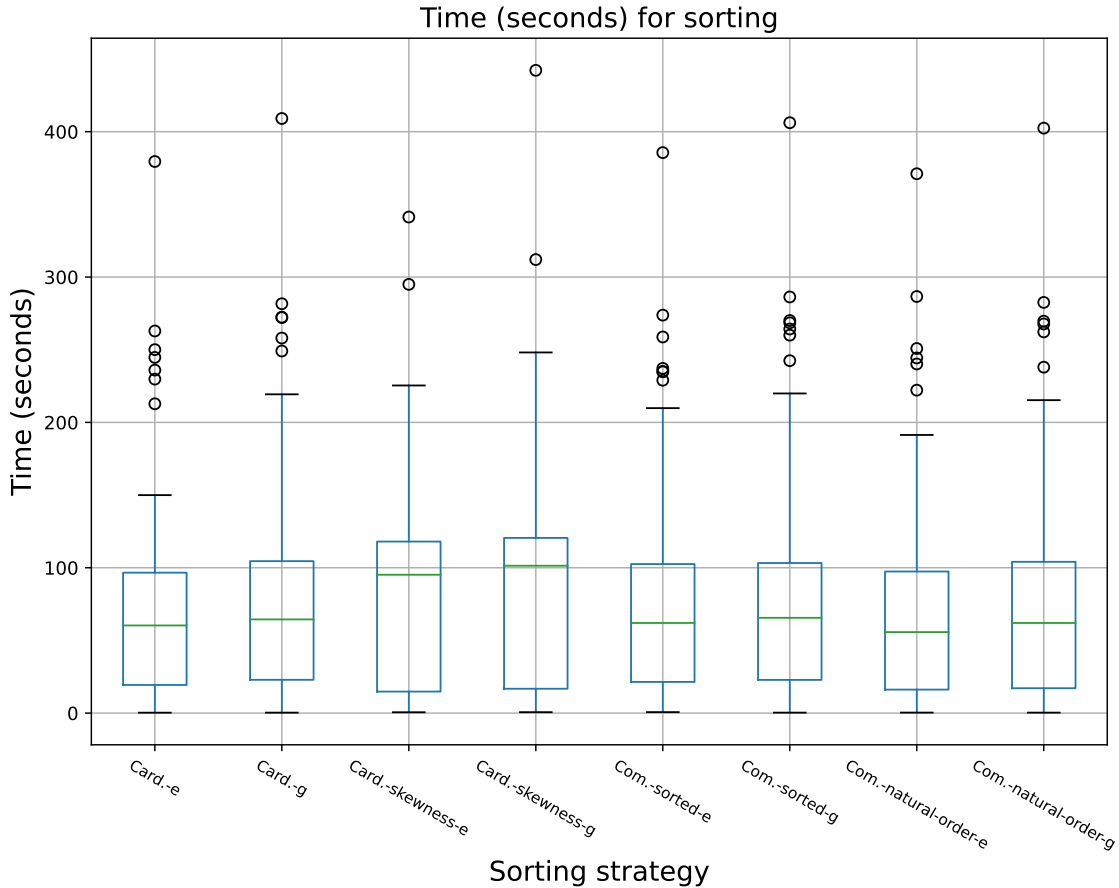 Time (seconds) for sorting
Time (seconds)
400
300
200
100
0
Card.-e
Card.-g
Card.-skewness-e
Card.-skewness-g
Com.-sorted-e
Com.-sorted-g
Com.-natural-order-e
Com.-natural-order-g
Sorting strategy